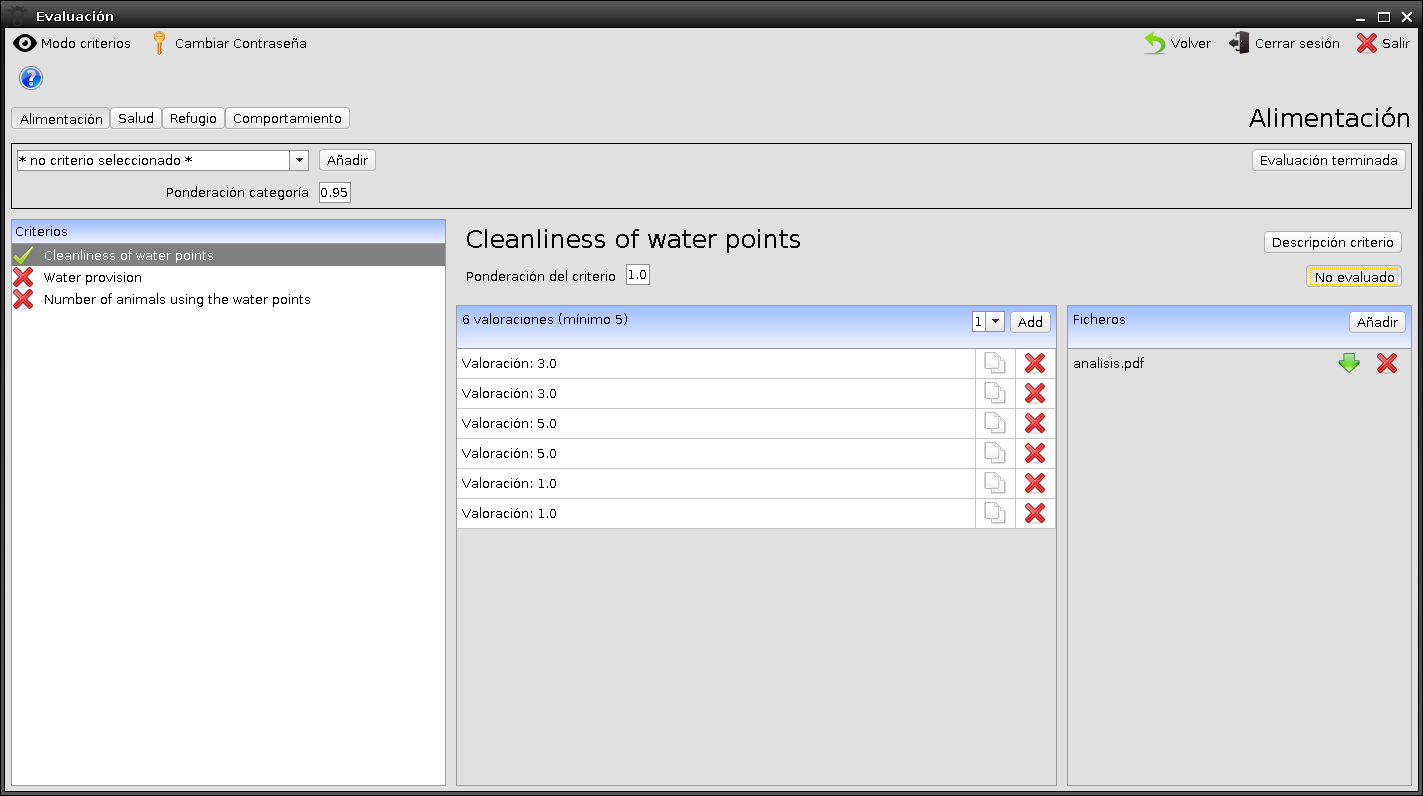 Evaluación
Modo criterios Cambiar Contraseña Volver Cerrar sesión Salir
?
Alimentación Salud Refugio Comportamiento Alimentación
* no criterio seleccionado * Añadir Evaluación terminada
Ponderación categoría 0.95
Criterios
Cleanliness of water points
Water provision
Number of animals using the water points
Cleanliness of water points Descripción criterio
Ponderación del criterio 1.0 No evaluado
6 valoraciones (mínimo 5) 1 Add
Valoración: 3.0
Valoración: 3.0
Valoración: 5.0
Valoración: 5.0
Valoración: 1.0
Valoración: 1.0
Ficheros Añadir
analisis.pdf